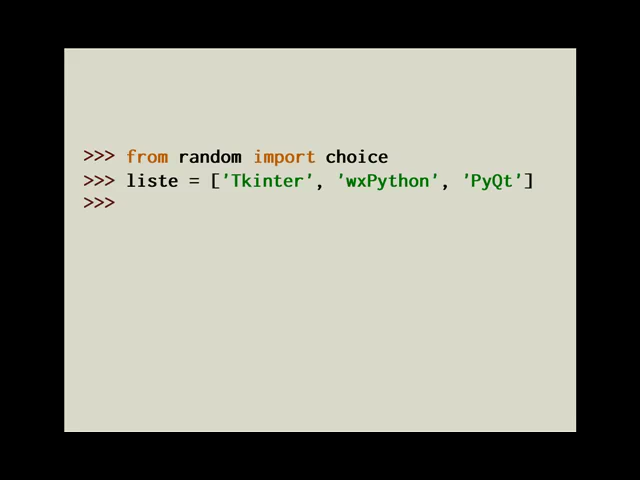 >>> from random import choice
>>> liste = ['Tkinter', 'wxPython', 'PyQt']
>>>